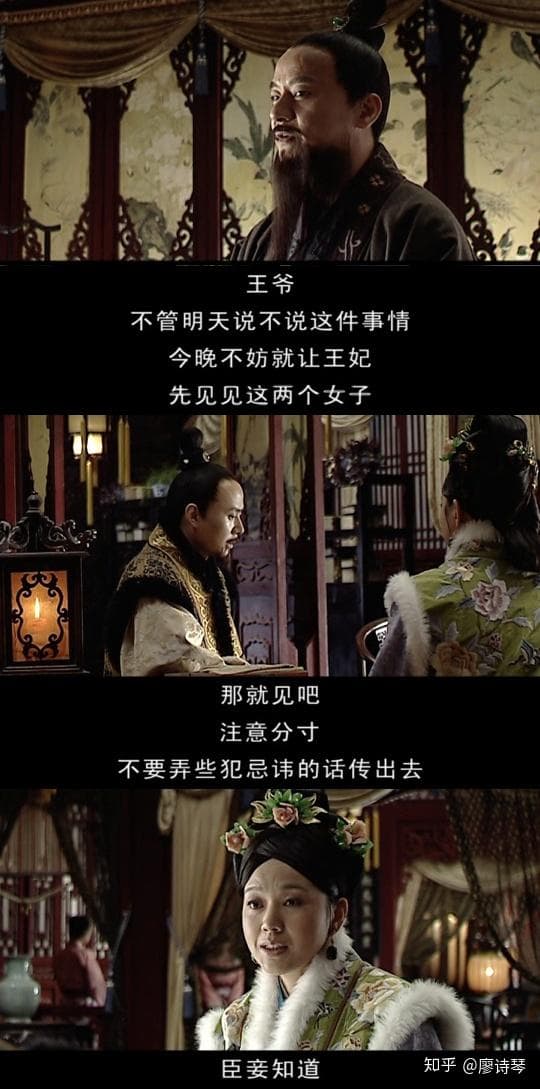 王爷
不管明天说不说这件事情
今晚不妨就让王妃
先见见这两个女子
那就见吧
注意分寸
不要弄些犯忌讳的话传出去
知乎 @廖诗琴
臣妾知道